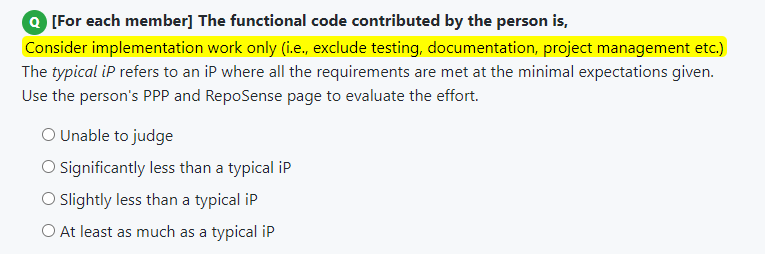 Q [For each member] The functional code contributed by the person is,
Consider implementation work only (i.e., exclude testing, documentation, project management etc.)
The typical iP refers to an iP where all the requirements are met at the minimal expectations given.
Use the person's PPP and RepoSense page to evaluate the effort.
Unable to judge
Significantly less than a typical iP
Slightly less than a typical iP
At least as much as a typical iP